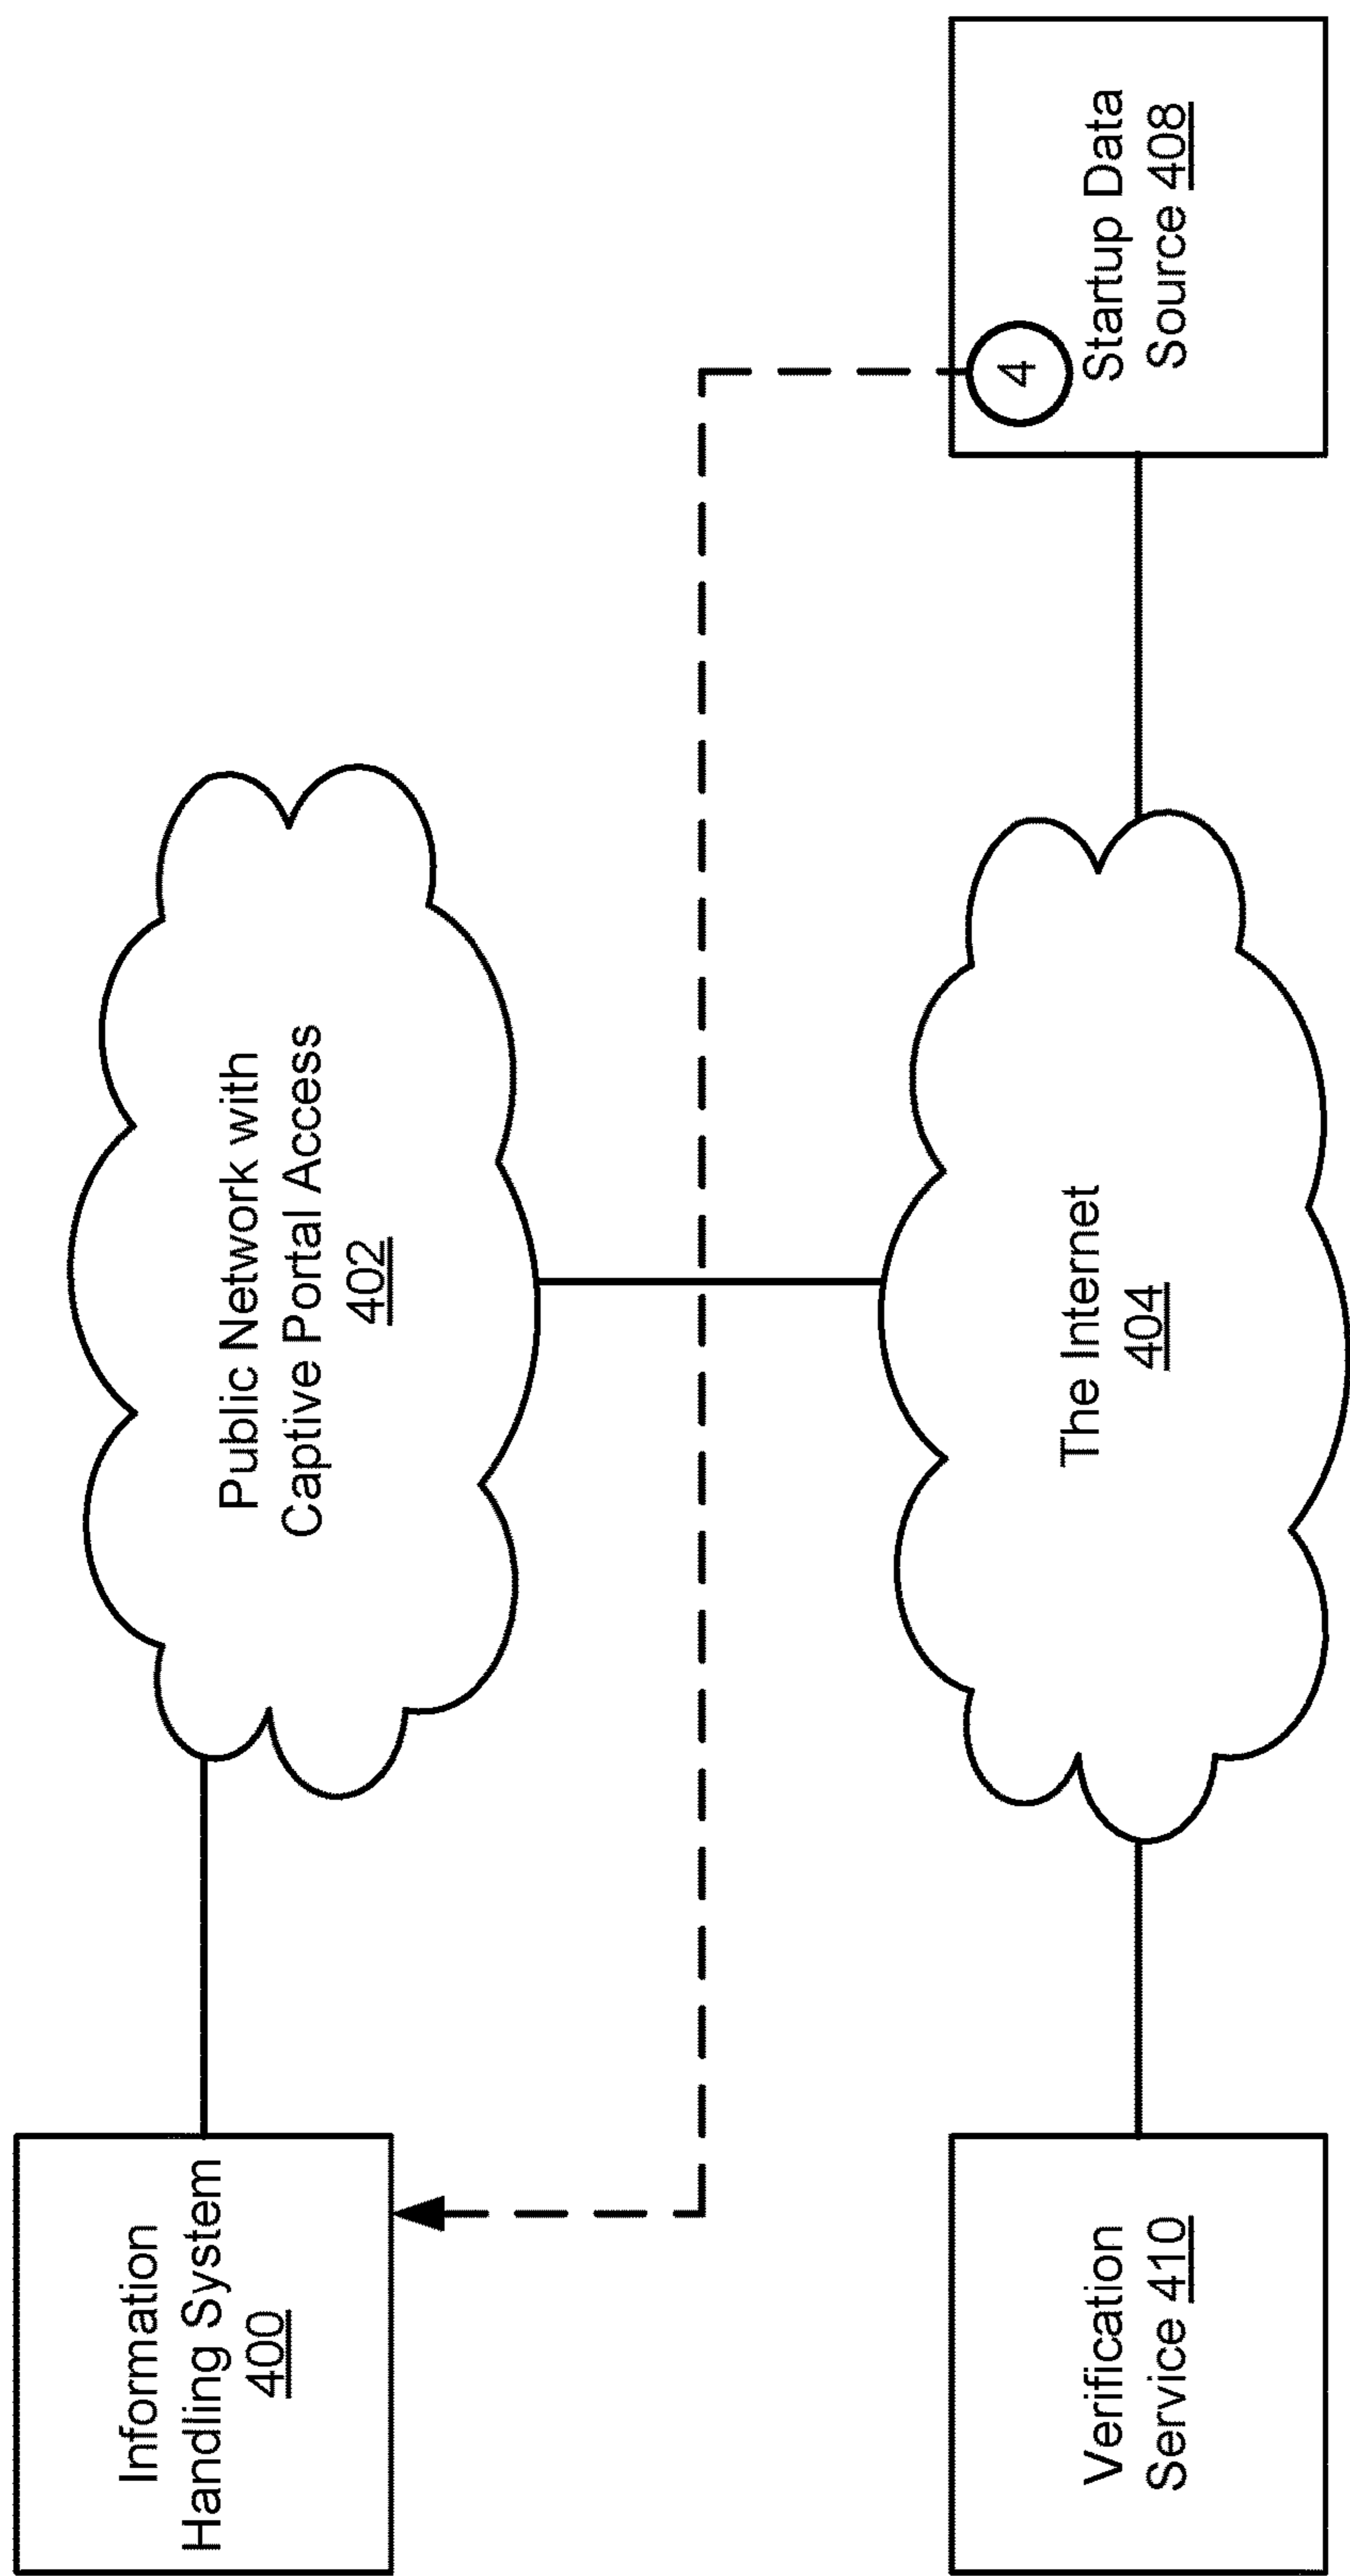 Information
Handling System
400
Public Network with
Captive Portal Access
402
Verification
Service 410
The Internet
404
4
Startup Data
Source 408